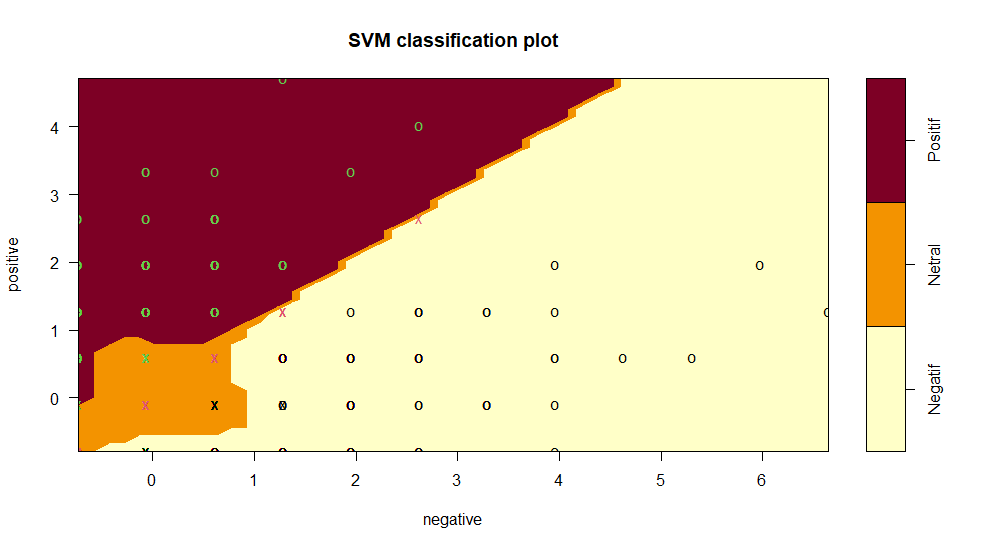 SVM classification plot
positive
4
3
2
1
0
0
1
2
3
4
5
6
negative
Positif
Netral
Negatif